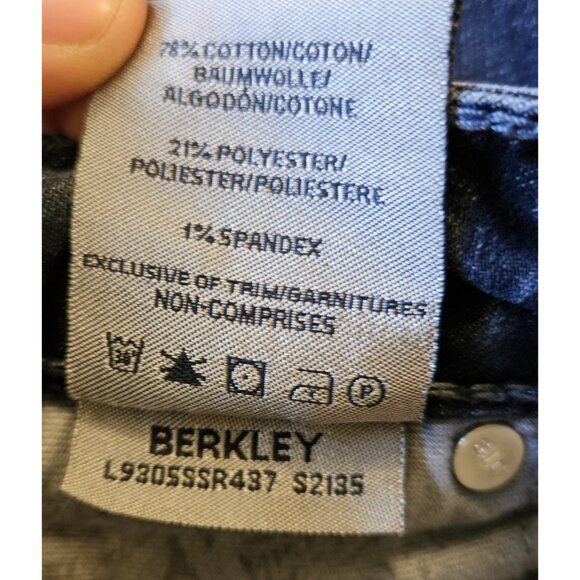 78% COTTON/COTON/
BAUMWOLLE/
ALGODÓN/COTONE
21% POLYESTER/
POLIESTER/POLIESTERE
1% SPANDEX
EXCLUSIVE OF TRIM/GARNITURES
NON-COMPRISES
30
P
BERKLEY
L9305SSR437 S2135